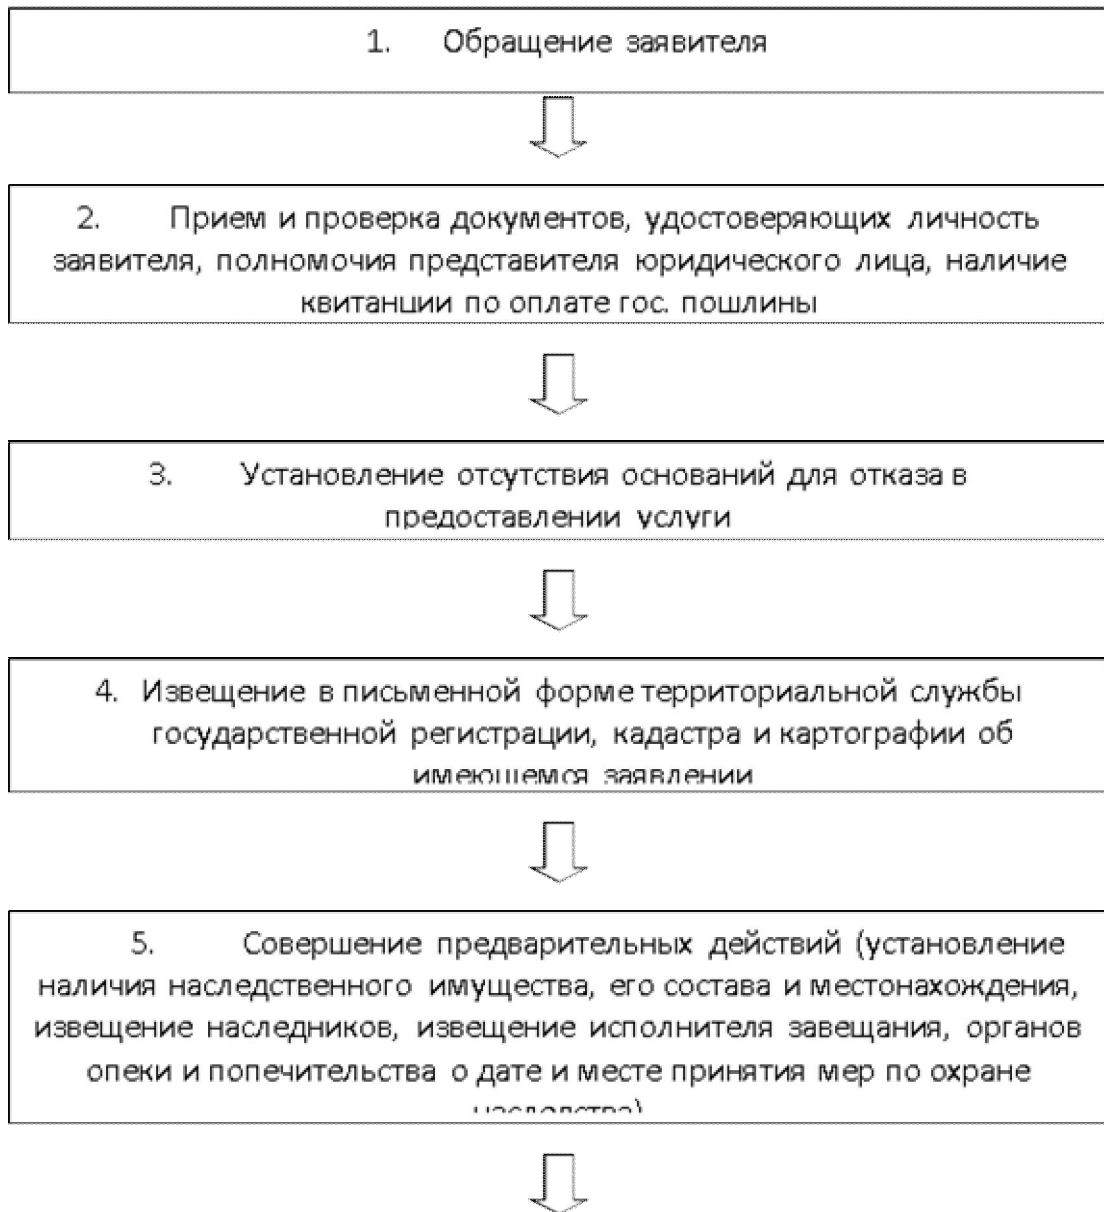 1. Обращение заявителя
2. Прием и проверка документов, удостоверяющих личность
заявителя, полномочия представителя юридического лица, наличие
квитанции по оплате гос. пошлины
3. Установление отсутствия оснований для отказа в
предоставлении услуги
4. Извещение в письменной форме территориальной службы
государственной регистрации, кадастра и картографии об
имеющемся заявлении
5. Совершение предварительных действий (установление
наличия наследственного имущества, его состава и местонахождения,
извещение наследников, извещение исполнителя завещания, органов
опеки и попечительства о дате и месте принятия мер по охране
наследства)